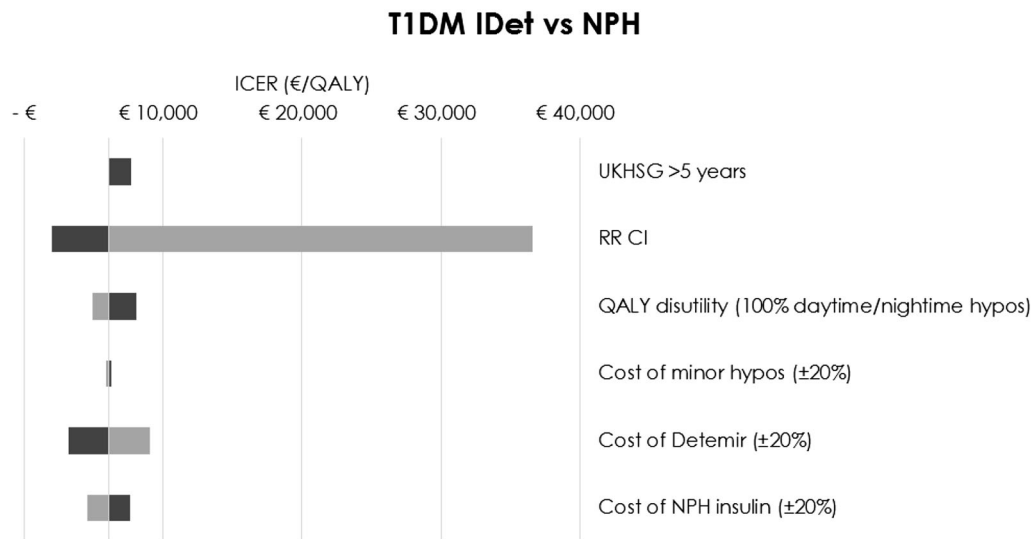 T1DM IDet vs NPH
ICER (€/QALY)
- € € 10,000 € 20,000 € 30,000 € 40,000
UKHSG >5 years
RR CI
QALY disutility (100% daytime/nightime hypos)
Cost of minor hypos (±20%)
Cost of Detemir (±20%)
Cost of NPH insulin (±20%)